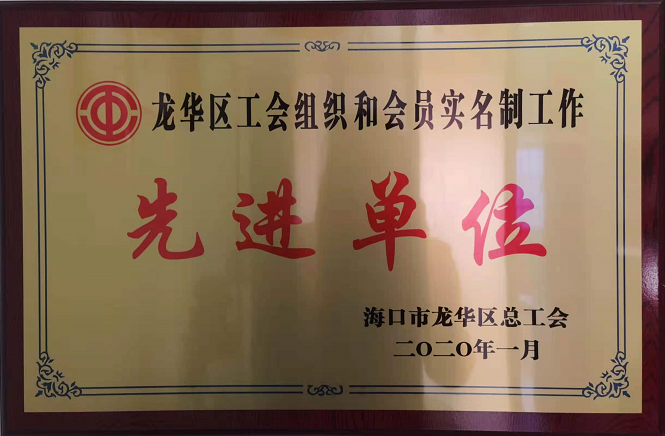 龙华区工会组织和会员实名制工作
先进单位
海口市龙华区总工会
二〇二〇年一月